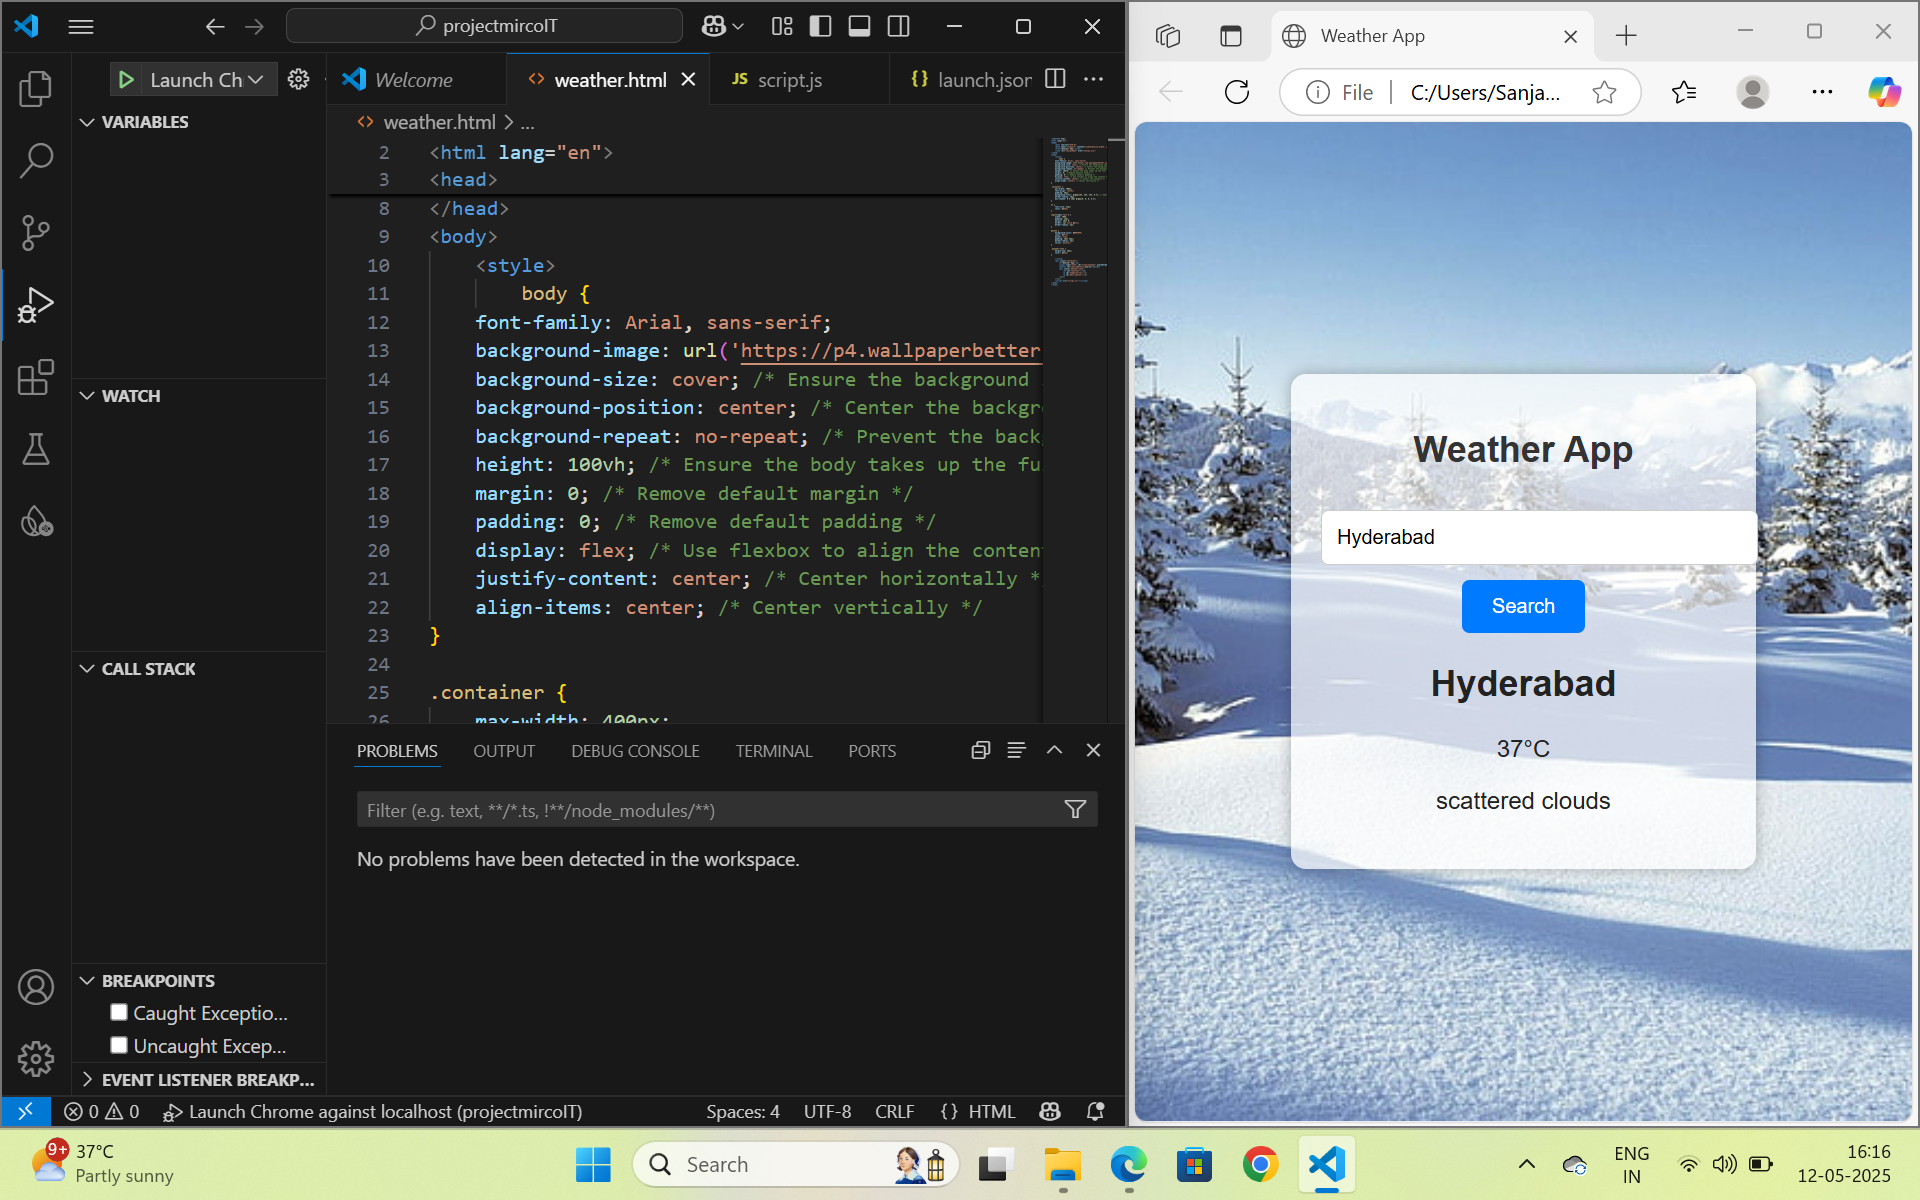 projectmircoIT
Launch Ch
VARIABLES
WATCH
CALL STACK
BREAKPOINTS
Caught Exceptio...
Uncaught Excep...
EVENT LISTENER BREAKP...
Welcome
weather.html
JS script.js
{} launch.json
<> weather.html > ...
2 <html lang="en">
3 <head>
8 </head>
9 <body>
10 <style>
11 body {
12 font-family: Arial, sans-serif;
13 background-image: url('https://p4.wallpaperbetter
14 background-size: cover; /* Ensure the background
15 background-position: center; /* Center the backgr
16 background-repeat: no-repeat; /* Prevent the back
17 height: 100vh; /* Ensure the body takes up the fu
18 margin: 0; /* Remove default margin */
19 padding: 0; /* Remove default padding */
20 display: flex; /* Use flexbox to align the conten
21 justify-content: center; /* Center horizontally *
22 align-items: center; /* Center vertically */
23 }
24
25 .container {
26 max-width: 400px;
PROBLEMS OUTPUT DEBUG CONSOLE TERMINAL PORTS
Filter (e.g. text, **/*.ts, !**/node_modules/**)
No problems have been detected in the workspace.
0 0 Launch Chrome against localhost (projectmircoIT) Spaces: 4 UTF-8 CRLF {} HTML
Weather App
File C:/Users/Sanja...
Weather App
Hyderabad
Search
Hyderabad
37°C
scattered clouds
9+
37°C
Partly sunny
Search
ENG
IN
16:16
12-05-2025